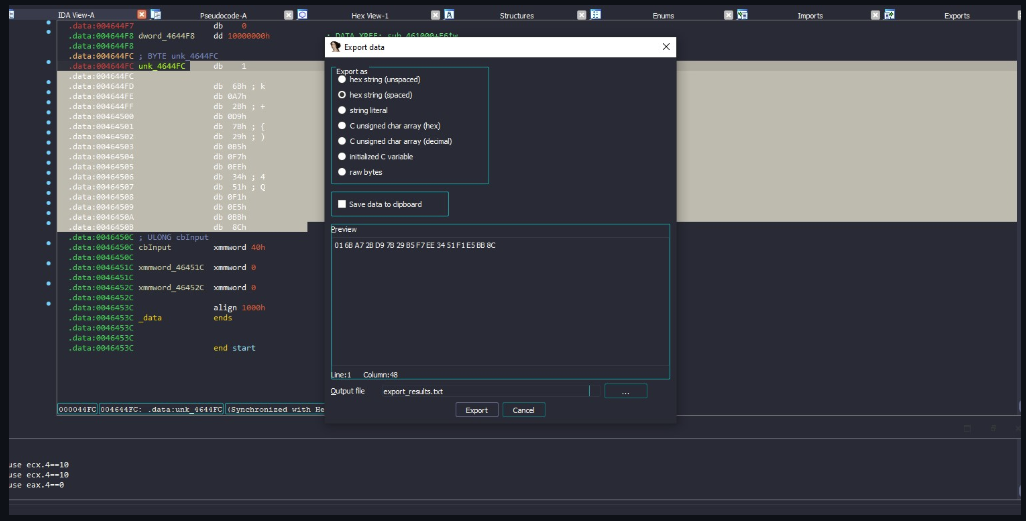 IDA View-A Pseudocode-A Hex View-1 Structures Enums Imports Exports
.data:004644F7 db 0
.data:004644F8 dword_4644F8 dd 10000000h ; DATA XREF: sub_461000+E61w
.data:004644F8
.data:004644FC ; BYTE unk_4644FC
.data:004644FC unk_4644FC db 1
.data:004644FC
.data:004644FD db 6Bh ; k
.data:004644FE db 0A7h
.data:004644FF db 2Bh ; +
.data:00464500 db 0D9h
.data:00464501 db 7Bh ; {
.data:00464502 db 29h ; )
.data:00464503 db 0B5h
.data:00464504 db 0F7h
.data:00464505 db 0EEh
.data:00464506 db 34h ; 4
.data:00464507 db 51h ; Q
.data:00464508 db 0F1h
.data:00464509 db 0E5h
.data:0046450A db 0BBh
.data:0046450B db 8Ch
.data:0046450C ; ULONG cbInput
.data:0046450C cbInput xmmword 40h
.data:0046450C
.data:0046451C xmmword_46451C xmmword 0
.data:0046451C
.data:0046452C xmmword_46452C xmmword 0
.data:0046452C
.data:0046453C align 1000h
.data:0046453C _data ends
.data:0046453C
.data:0046453C
.data:0046453C end start
000044FC 004644FC: .data:unk_4644FC (Synchronized with He
Export data
Export as
hex string (unspaced)
hex string (spaced)
string literal
C unsigned char array (hex)
C unsigned char array (decimal)
initialized C variable
raw bytes
Save data to clipboard
Preview
01 6B A7 2B D9 7B 29 B5 F7 EE 34 51 F1 E5 BB 8C
Line:1 Column:48
Output file export_results.txt ...
Export Cancel
use ecx.4==10
use ecx.4==10
use eax.4==0